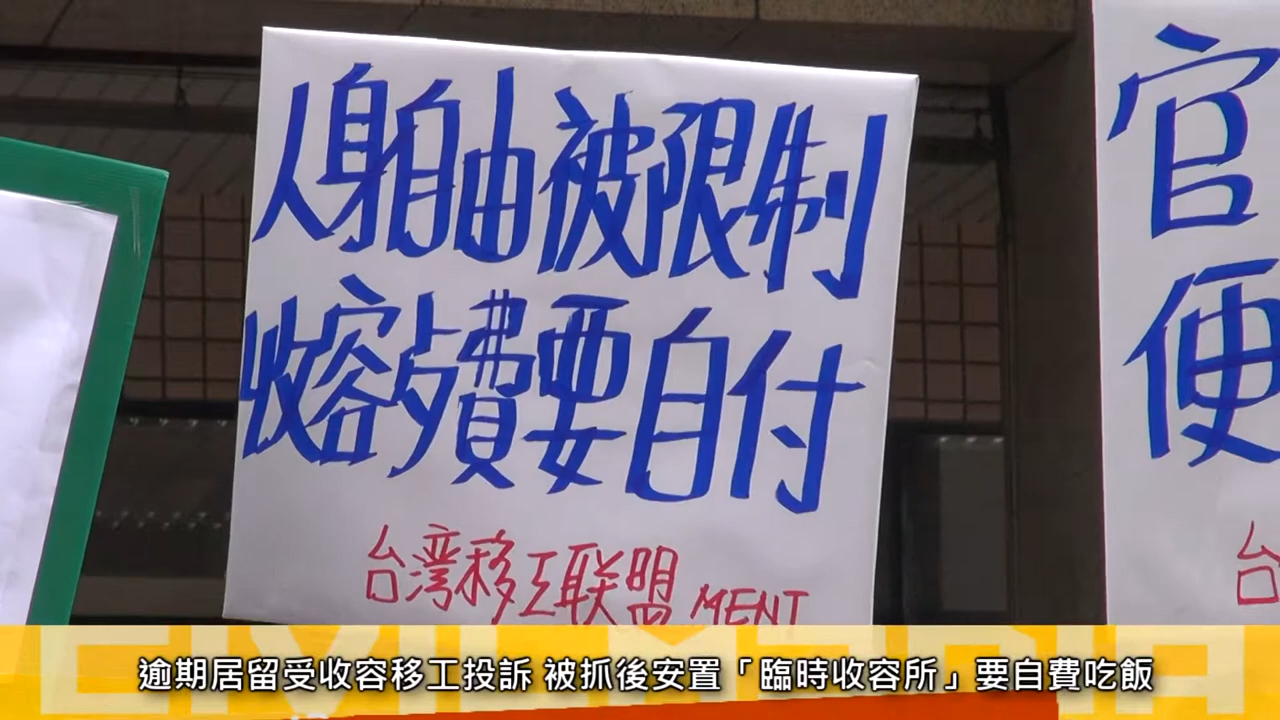 人身自由被限制
收容歺費要自付
台湾移工联盟 MENT
官
便
台
逾期居留受收容移工投訴 被抓後安置「臨時收容所」要自費吃飯